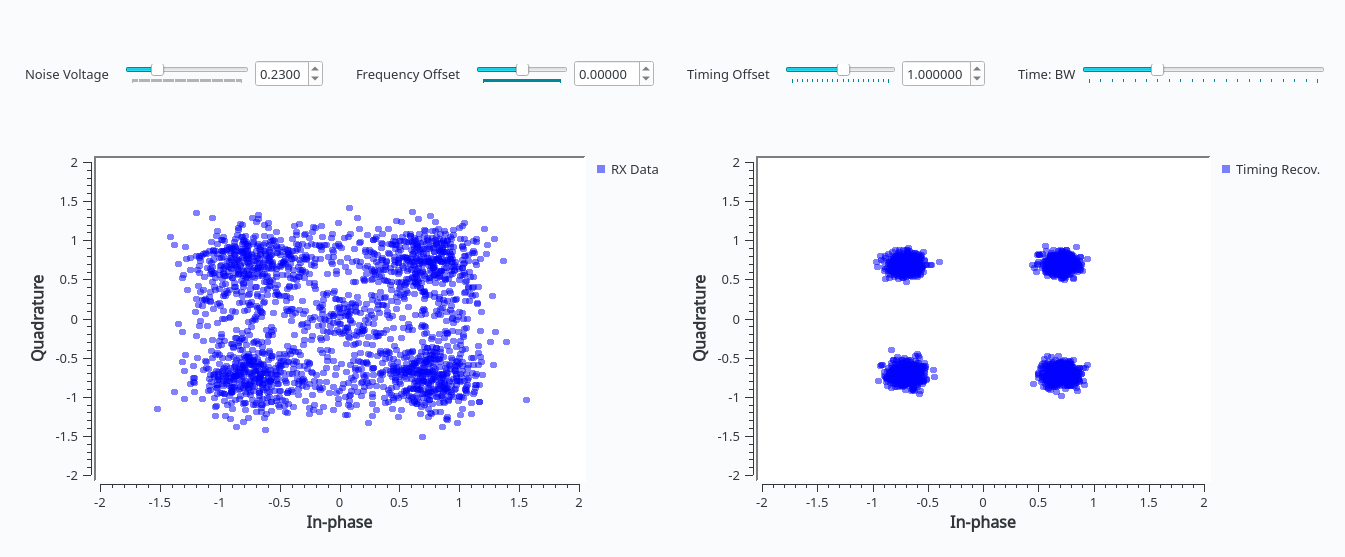 Noise Voltage 0.2300 Frequency Offset 0.00000 Timing Offset 1.000000 Time: BW
RX Data
Quadrature
2
1.5
1
0.5
0
-0.5
-1
-1.5
-2
-2 -1.5 -1 -0.5 0 0.5 1 1.5 2
In-phase
Timing Recov.
Quadrature
2
1.5
1
0.5
0
-0.5
-1
-1.5
-2
-2 -1.5 -1 -0.5 0 0.5 1 1.5 2
In-phase